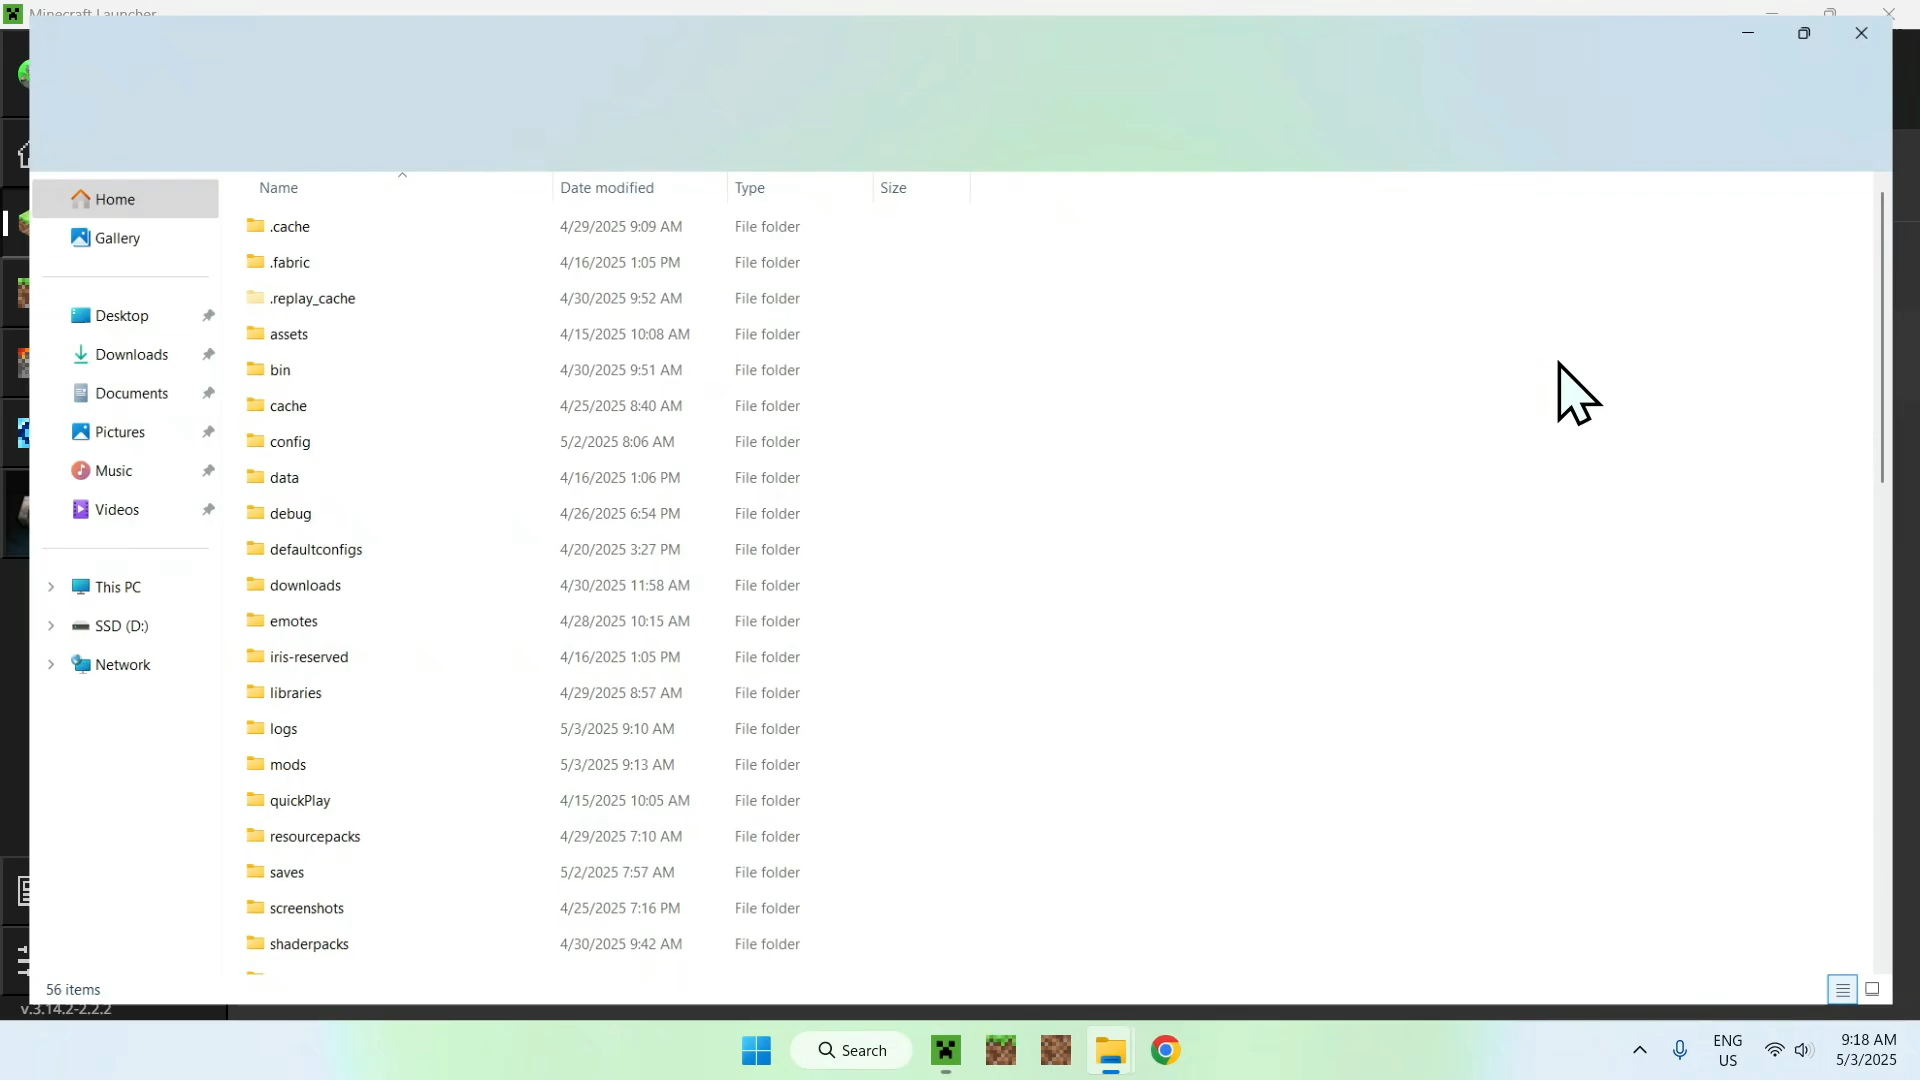 Minecraft Launcher
Name Date modified Type Size
Home
Gallery
Desktop
Downloads
Documents
Pictures
Music
Videos
This PC
SSD (D:)
Network
.cache 4/29/2025 9:09 AM File folder
.fabric 4/16/2025 1:05 PM File folder
.replay_cache 4/30/2025 9:52 AM File folder
assets 4/15/2025 10:08 AM File folder
bin 4/30/2025 9:51 AM File folder
cache 4/25/2025 8:40 AM File folder
config 5/2/2025 8:06 AM File folder
data 4/16/2025 1:06 PM File folder
debug 4/26/2025 6:54 PM File folder
defaultconfigs 4/20/2025 3:27 PM File folder
downloads 4/30/2025 11:58 AM File folder
emotes 4/28/2025 10:15 AM File folder
iris-reserved 4/16/2025 1:05 PM File folder
libraries 4/29/2025 8:57 AM File folder
logs 5/3/2025 9:10 AM File folder
mods 5/3/2025 9:13 AM File folder
quickPlay 4/15/2025 10:05 AM File folder
resourcepacks 4/29/2025 7:10 AM File folder
saves 5/2/2025 7:57 AM File folder
screenshots 4/25/2025 7:16 PM File folder
shaderpacks 4/30/2025 9:42 AM File folder
56 items
v.3.14.2-2.2.2
Search
ENG
US
9:18 AM
5/3/2025